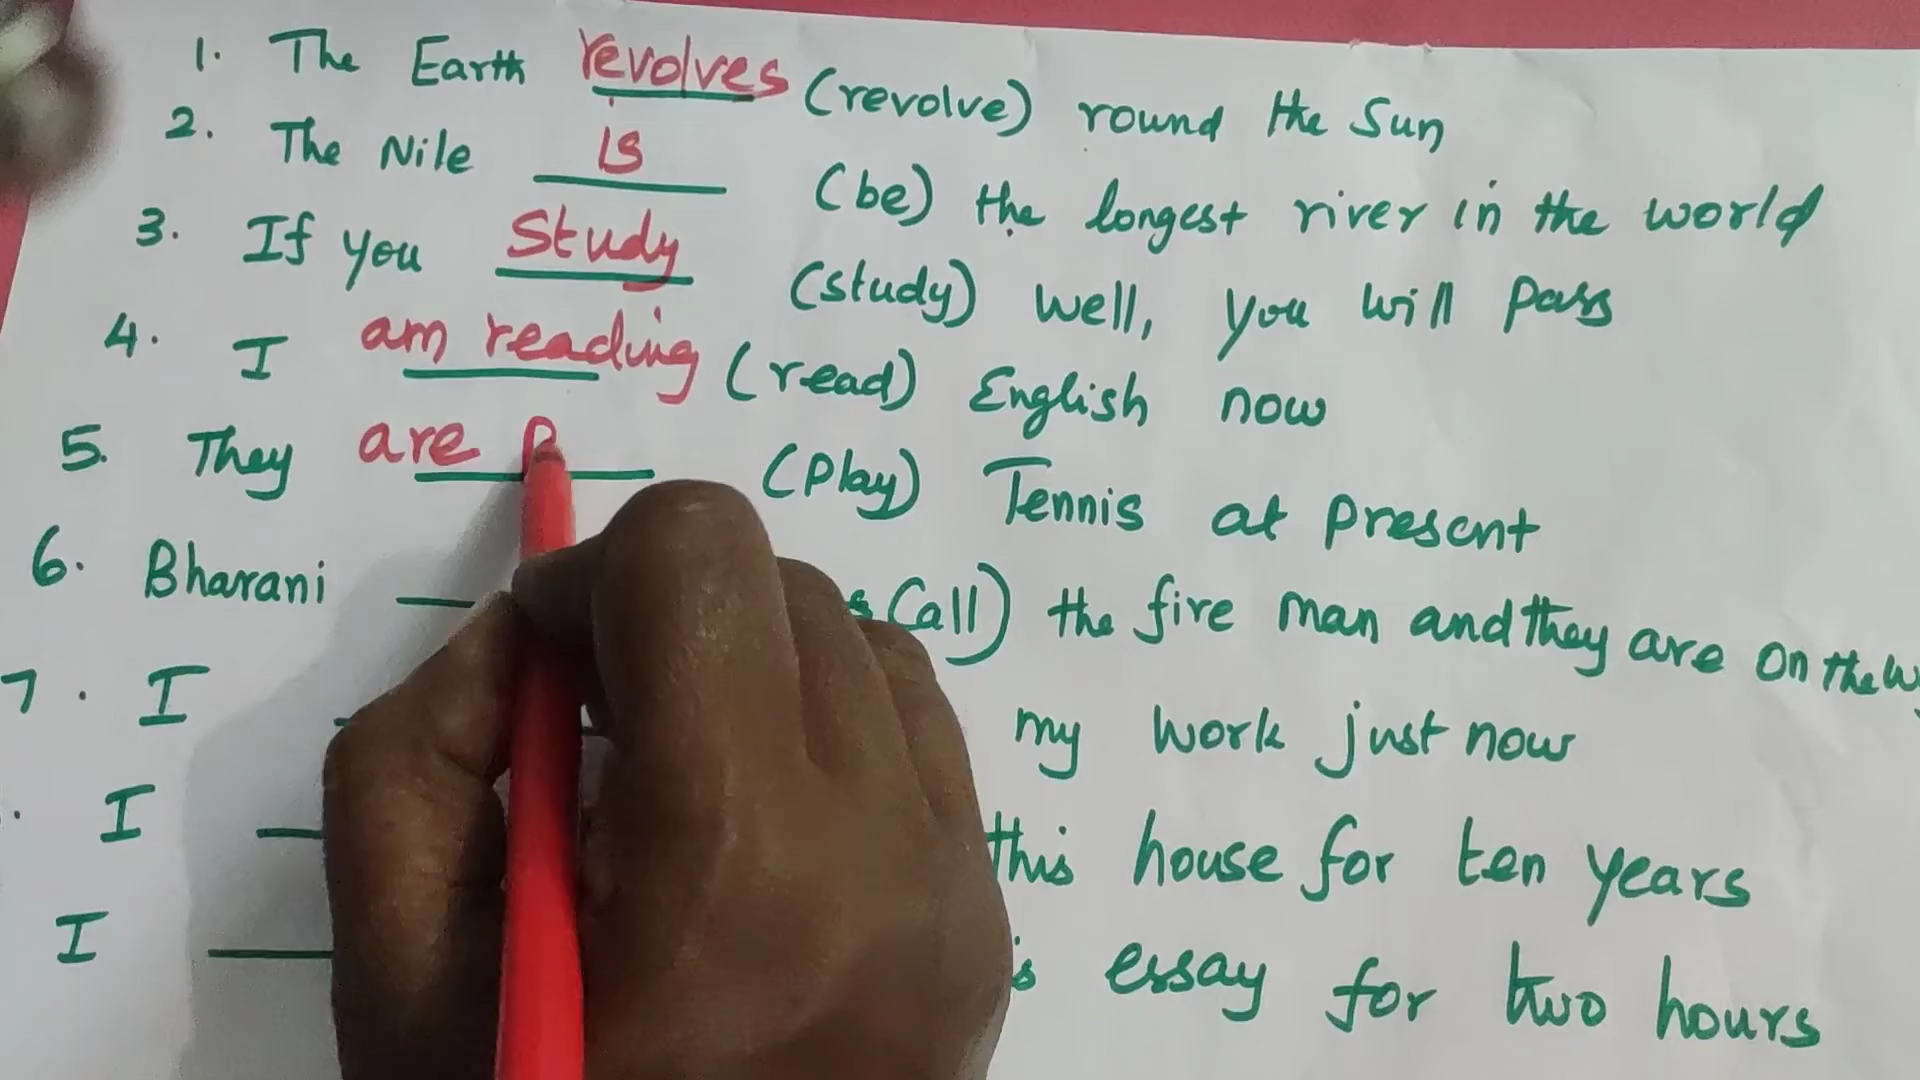 1. The Earth revolves (revolve) round the Sun
2. The Nile is (be) the longest river in the world
3. If you study (study) well, you will pass
4. I am reading (read) English now
5. They are P (play) Tennis at present
6. Bharani Call) the fire man and they are on the
7. I my work just now
I this house for ten years
I essay for two hours